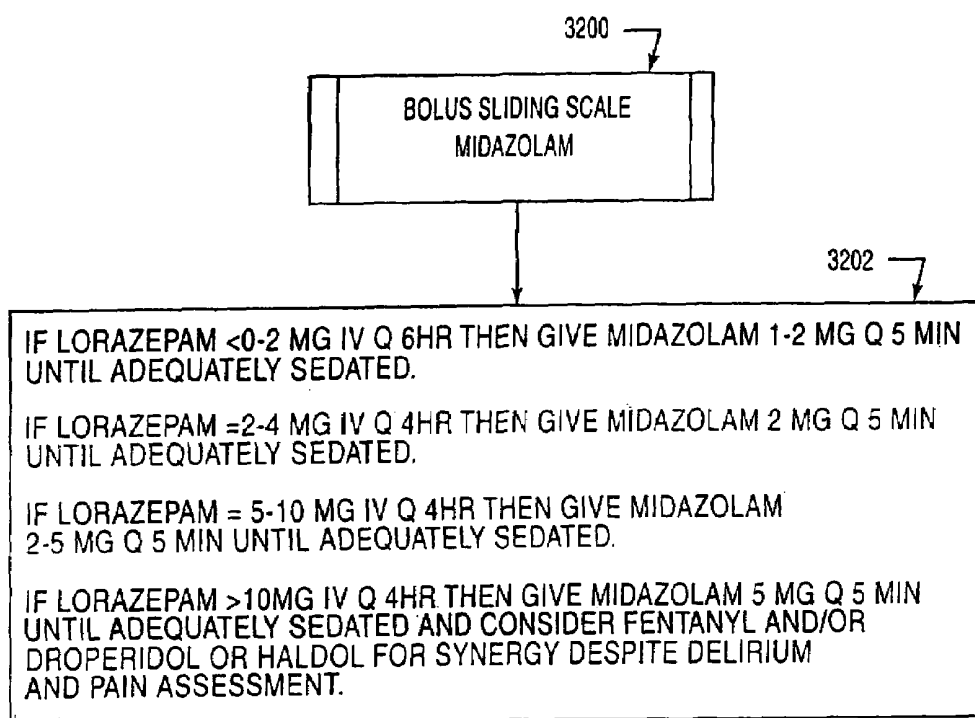 3200
BOLUS SLIDING SCALE
MIDAZOLAM
3202
IF LORAZEPAM <0-2 MG IV Q 6HR THEN GIVE MIDAZOLAM 1-2 MG Q 5 MIN
UNTIL ADEQUATELY SEDATED.
IF LORAZEPAM =2-4 MG IV Q 4HR THEN GIVE MIDAZOLAM 2 MG Q 5 MIN
UNTIL ADEQUATELY SEDATED.
IF LORAZEPAM = 5-10 MG IV Q 4HR THEN GIVE MIDAZOLAM
2-5 MG Q 5 MIN UNTIL ADEQUATELY SEDATED.
IF LORAZEPAM >10MG IV Q 4HR THEN GIVE MIDAZOLAM 5 MG Q 5 MIN
UNTIL ADEQUATELY SEDATED AND CONSIDER FENTANYL AND/OR
DROPERIDOL OR HALDOL FOR SYNERGY DESPITE DELIRIUM
AND PAIN ASSESSMENT.